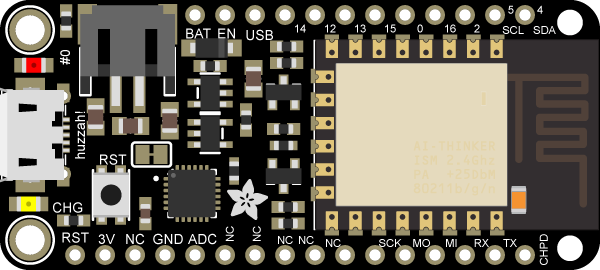 5 4
BAT EN USB 14 12 13 15 0 16 2 SCL SDA
#0
huzzah!
AI-THINKER
ISM 2.4GHz
PA +25dBm
802.11b/g/n
RST
CHG
RST 3V NC GND ADC NC NC NC NC NC SCK MO MI RX TX CHPD